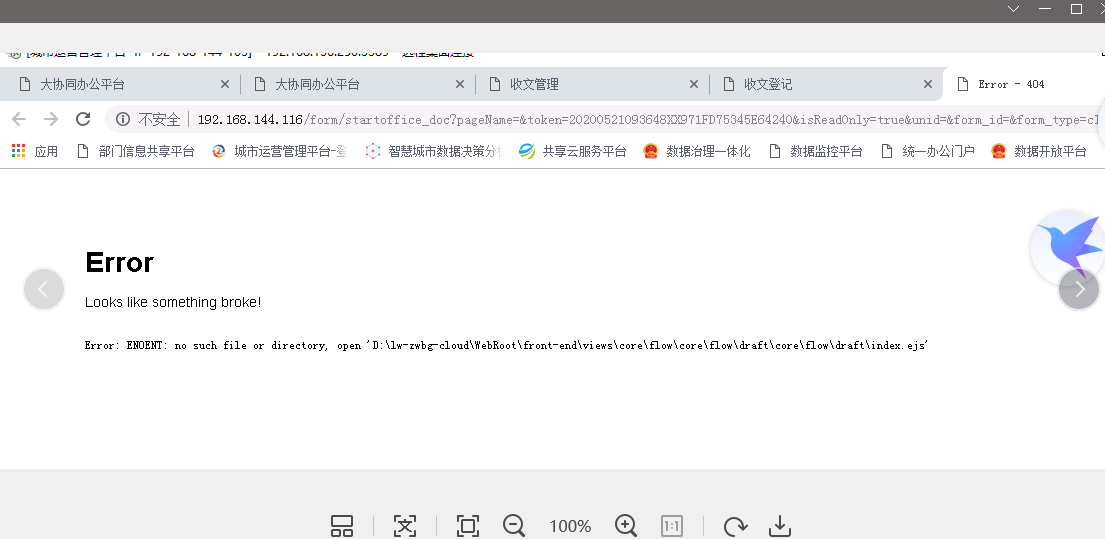 大协同办公平台
大协同办公平台
收文管理
收文登记
Error - 404
不安全
192.168.144.116/form/startoffice_doc?pageName=&token=20200521093648XX971FD75345E64240&isReadOnly=true&unid=&form_id=&form_type=cl
应用
部门信息共享平台
城市运营管理平台-登
智慧城市数据决策分析
共享云服务平台
数据治理一体化
数据监控平台
统一办公门户
数据开放平台
Error
Looks like something broke!
Error: ENOENT: no such file or directory, open 'D:\lw-zwbg-cloud\WebRoot\front-end\views\core\flow\core\flow\draft\core\flow\draft\index.ejs'
100%
1:1